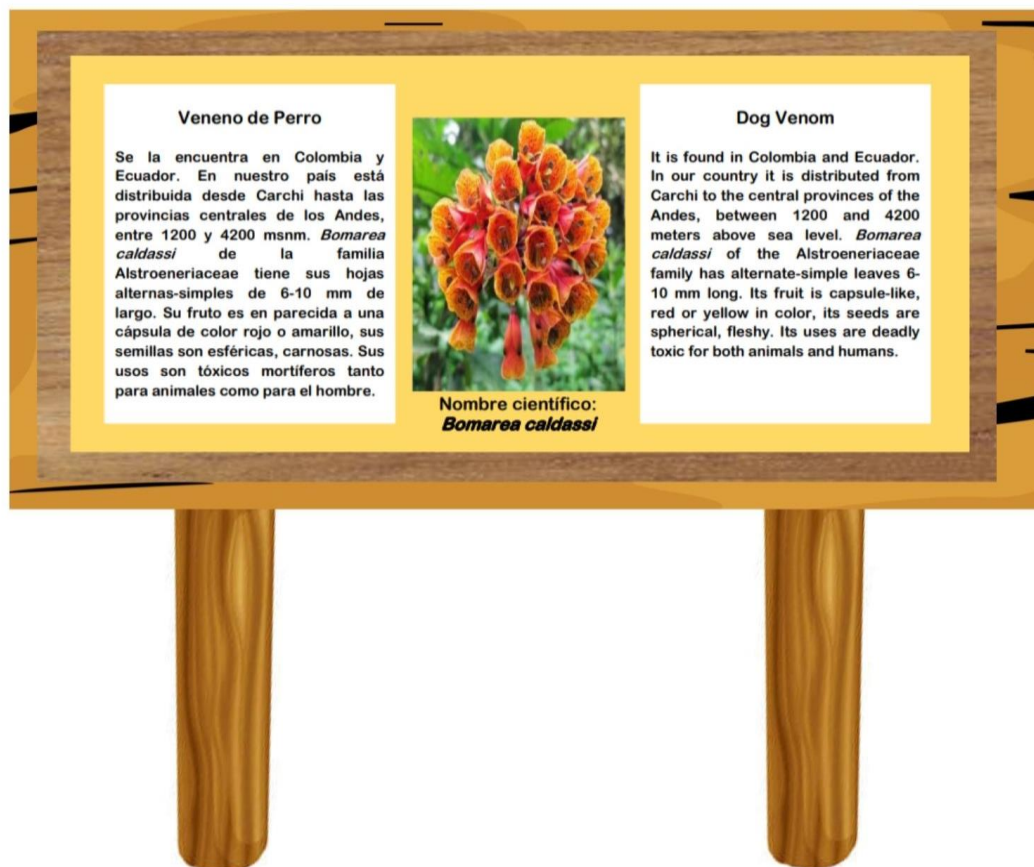 Veneno de Perro
Se la encuentra en Colombia y
Ecuador. En nuestro país está
distribuida desde Carchi hasta las
provincias centrales de los Andes,
entre 1200 y 4200 msnm. Bomarea
caldassi de la familia
Alstroeneriaceae tiene sus hojas
alternas-simples de 6-10 mm de
largo. Su fruto es en parecida a una
cápsula de color rojo o amarillo, sus
semillas son esféricas, carnosas. Sus
usos son tóxicos mortíferos tanto
para animales como para el hombre.
Nombre científico:
Bomarea caldassi
Dog Venom
It is found in Colombia and Ecuador.
In our country it is distributed from
Carchi to the central provinces of the
Andes, between 1200 and 4200
meters above sea level. Bomarea
caldassi of the Alstroeneriaceae
family has alternate-simple leaves 6-
10 mm long. Its fruit is capsule-like,
red or yellow in color, its seeds are
spherical, fleshy. Its uses are deadly
toxic for both animals and humans.